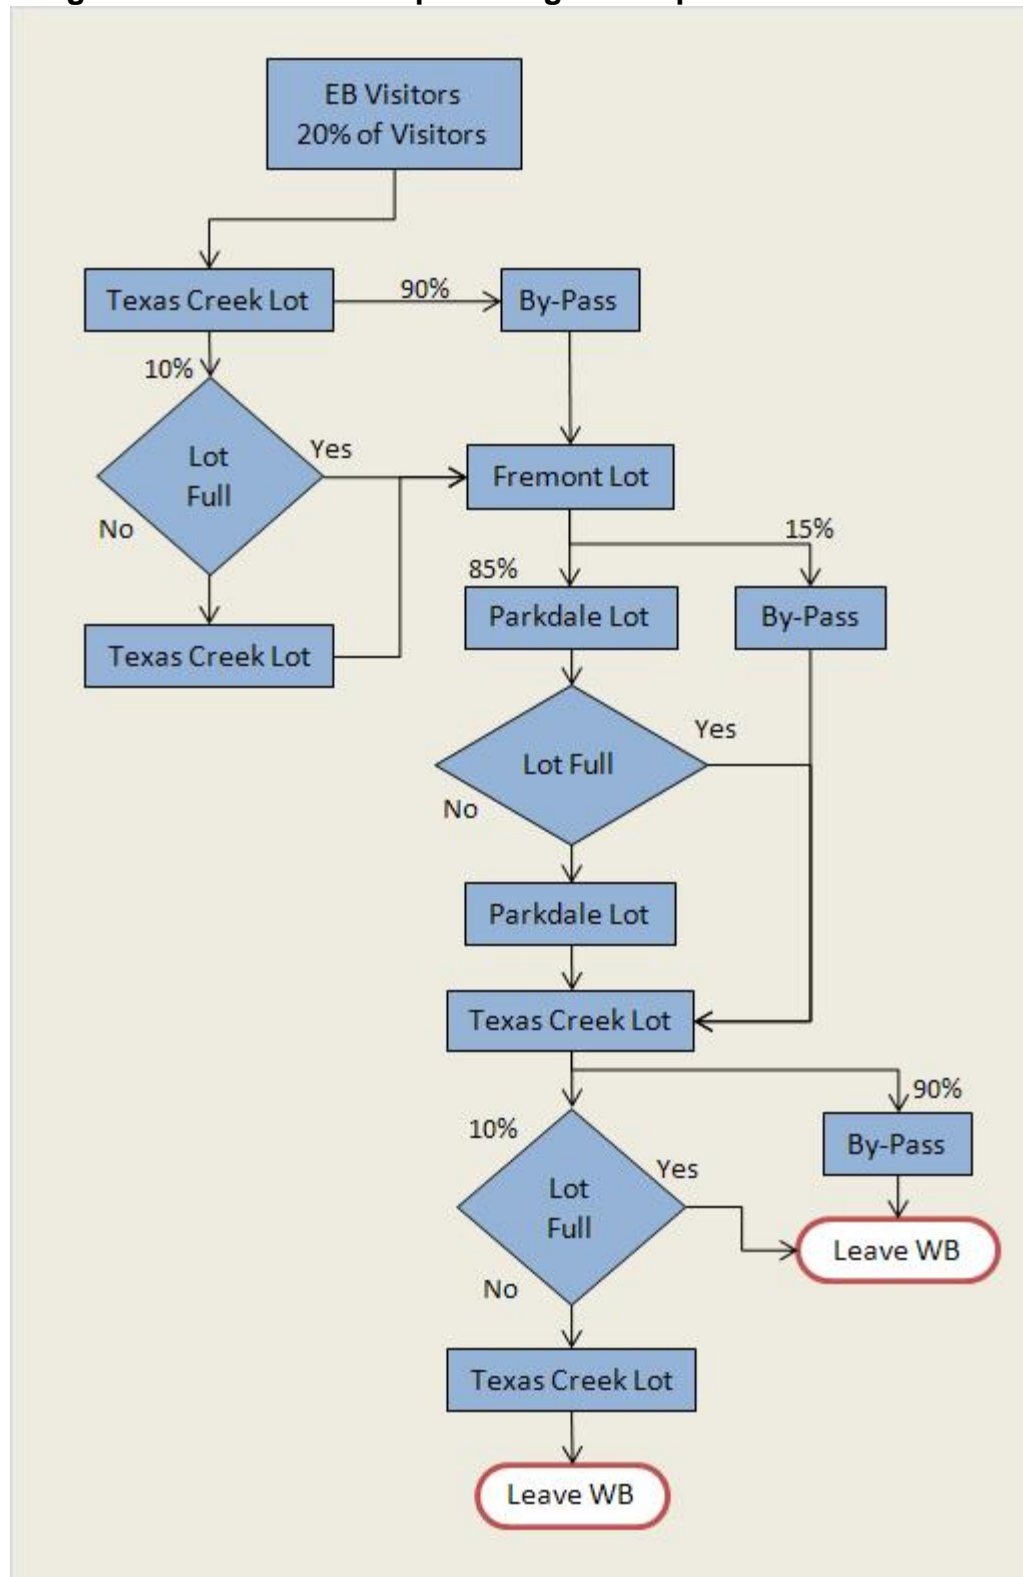 EB Visitors
20% of Visitors
Texas Creek Lot
90%
By-Pass
10%
Lot
Full
Yes
No
Fremont Lot
15%
85%
Parkdale Lot
By-Pass
Texas Creek Lot
Lot Full
Yes
No
Parkdale Lot
Texas Creek Lot
90%
10%
By-Pass
Lot
Full
Yes
No
Leave WB
Texas Creek Lot
Leave WB